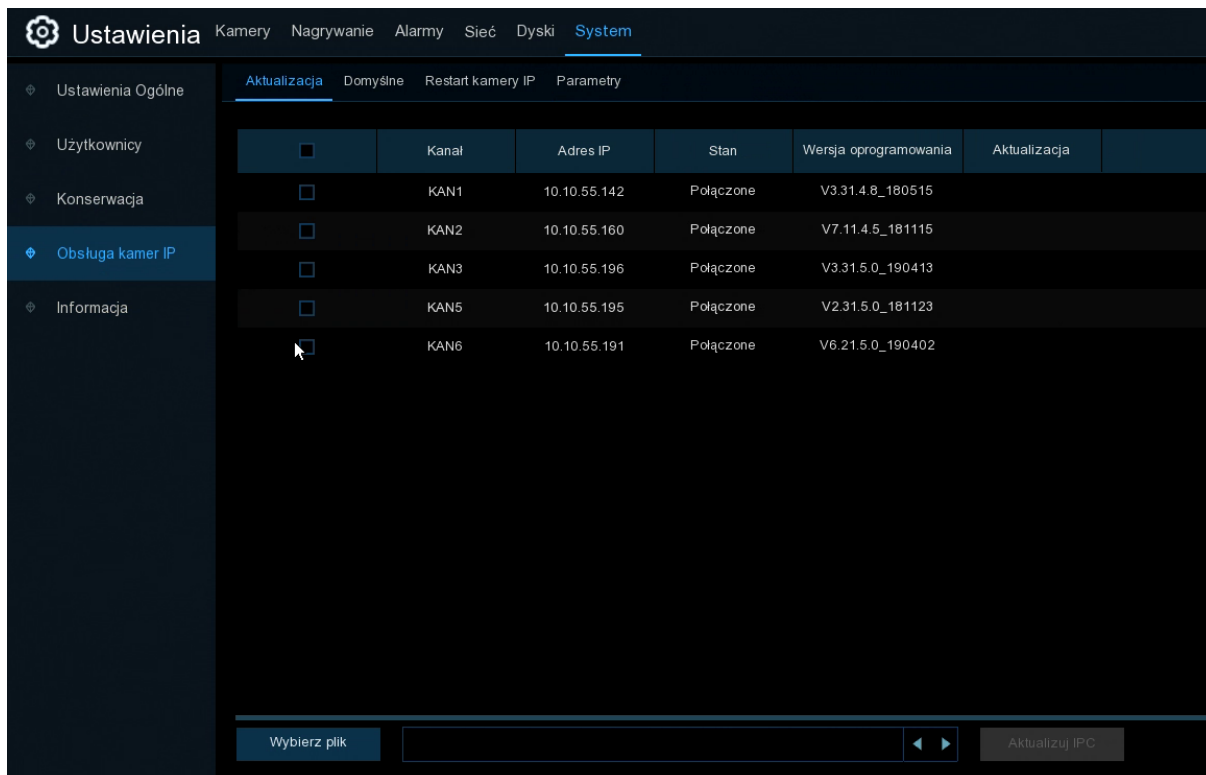 Ustawienia Kamery Nagrywanie Alarmy Sieć Dyski System
Ustawienia Ogólne
Użytkownicy
Konserwacja
Obsługa kamer IP
Informacja
Aktualizacja Domyślne Restart kamery IP Parametry
Kanał Adres IP Stan Wersja oprogramowania Aktualizacja
KAN1 10.10.55.142 Połączone V3.31.4.8_180515
KAN2 10.10.55.160 Połączone V7.11.4.5_181115
KAN3 10.10.55.196 Połączone V3.31.5.0_190413
KAN5 10.10.55.195 Połączone V2.31.5.0_181123
KAN6 10.10.55.191 Połączone V6.21.5.0_190402
Wybierz plik Aktualizuj IPC